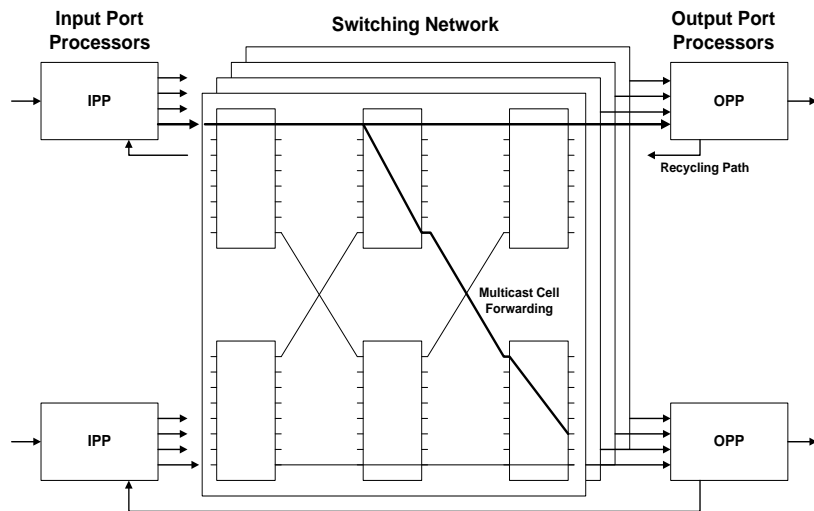 Input Port
Processors
Switching Network
Output Port
Processors
IPP
OPP
Recycling Path
Multicast Cell
Forwarding
IPP
OPP